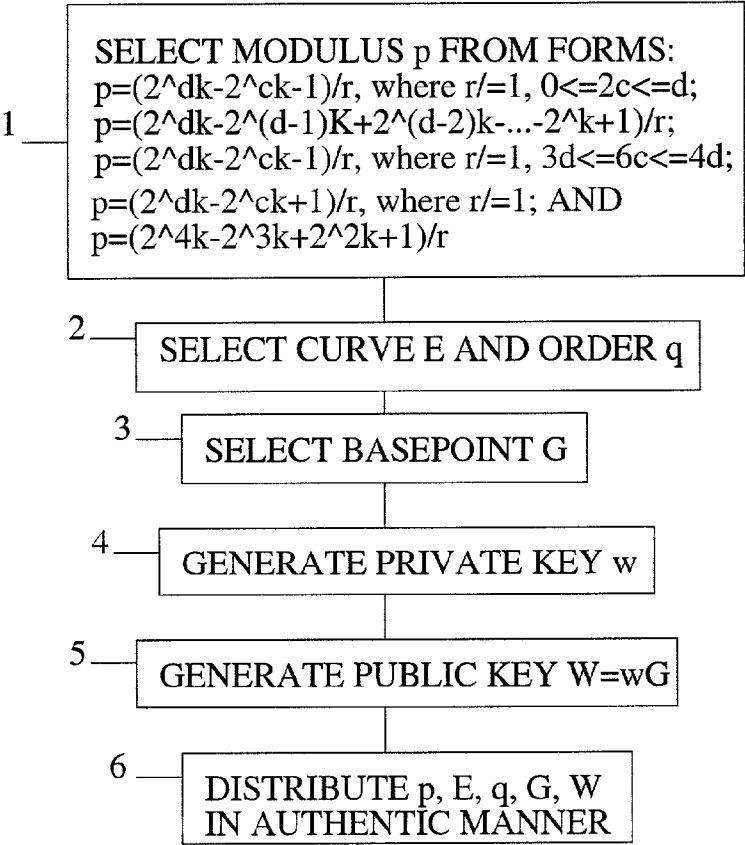 1
SELECT MODULUS p FROM FORMS:
p=(2^dk-2^ck-1)/r, where r/=1, 0<=2c<=d;
p=(2^dk-2^(d-1)K+2^(d-2)k-...-2^k+1)/r;
p=(2^dk-2^ck-1)/r, where r/=1, 3d<=6c<=4d;
p=(2^dk-2^ck+1)/r, where r/=1; AND
p=(2^4k-2^3k+2^2k+1)/r
2
SELECT CURVE E AND ORDER q
3
SELECT BASEPOINT G
4
GENERATE PRIVATE KEY w
5
GENERATE PUBLIC KEY W=wG
6
DISTRIBUTE p, E, q, G, W
IN AUTHENTIC MANNER